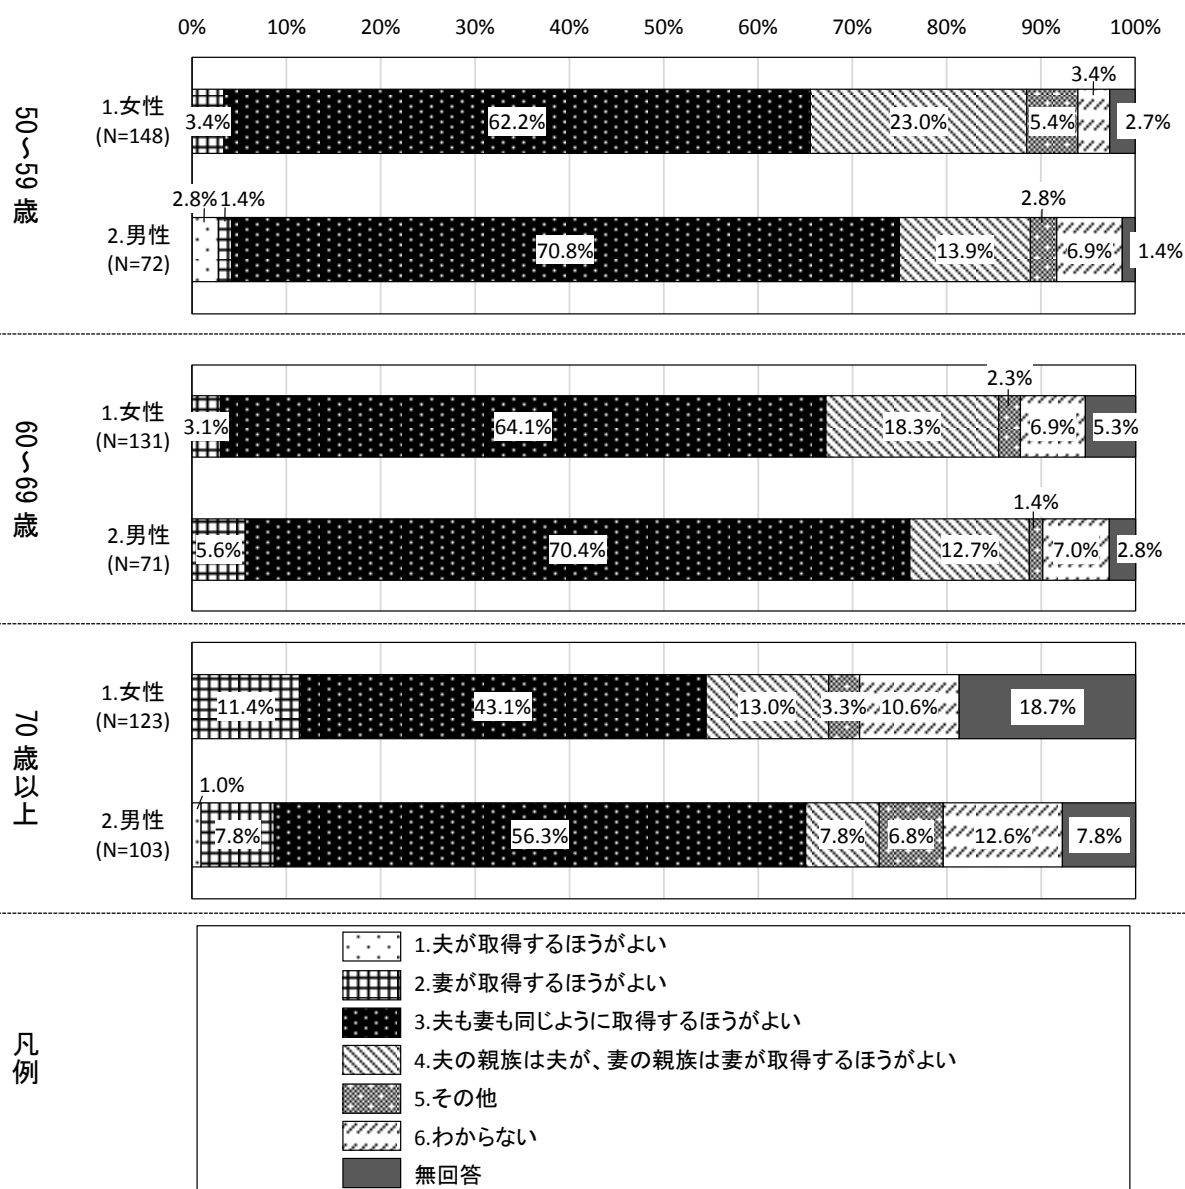 0% 10% 20% 30% 40% 50% 60% 70% 80% 90% 100%
50～59歳
1.女性
(N=148)
3.4% 62.2% 23.0% 5.4% 3.4% 2.7%
2.男性
(N=72)
2.8% 1.4% 70.8% 13.9% 2.8% 6.9% 1.4%
60～69歳
1.女性
(N=131)
3.1% 64.1% 18.3% 2.3% 6.9% 5.3%
2.男性
(N=71)
5.6% 70.4% 12.7% 1.4% 7.0% 2.8%
70歳以上
1.女性
(N=123)
11.4% 43.1% 13.0% 3.3% 10.6% 18.7%
2.男性
(N=103)
1.0% 7.8% 56.3% 7.8% 6.8% 12.6% 7.8%
凡例
1.夫が取得するほうがよい
2.妻が取得するほうがよい
3.夫も妻も同じように取得するほうがよい
4.夫の親族は夫が、妻の親族は妻が取得するほうがよい
5.その他
6.わからない
無回答